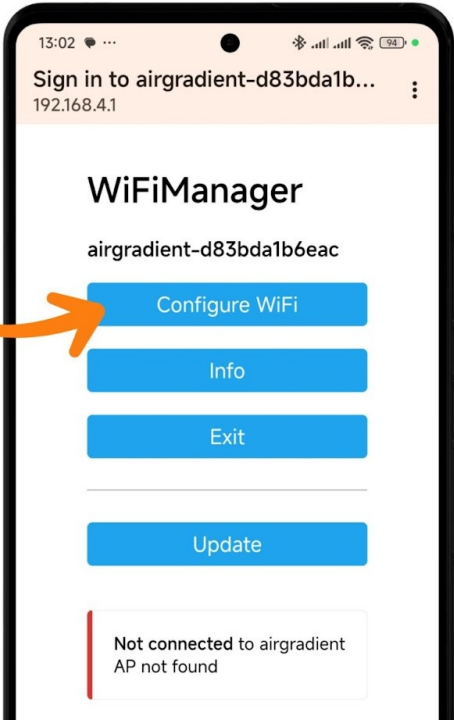 13:02 ...
94
Sign in to airgradient-d83bda1b...
192.168.4.1
WiFiManager
airgradient-d83bda1b6eac
Configure WiFi
Info
Exit
Update
Not connected to airgradient
AP not found